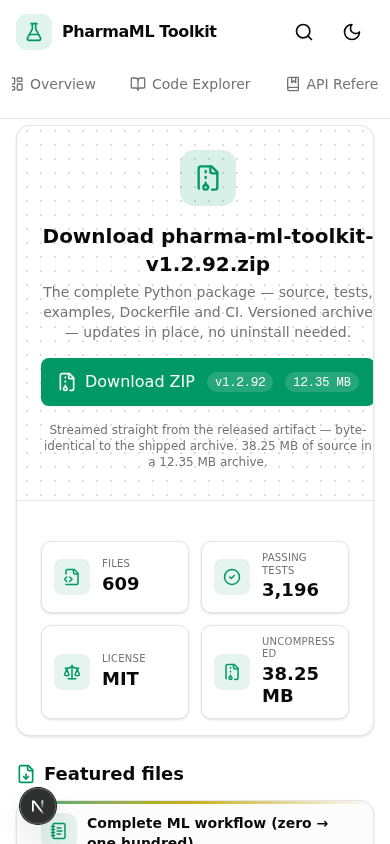 PharmaML Toolkit
Overview
Code Explorer
API Refere
Download pharma-ml-toolkit-
v1.2.92.zip
The complete Python package — source, tests,
examples, Dockerfile and CI. Versioned archive
— updates in place, no uninstall needed.
Download ZIP v1.2.92 12.35 MB
Streamed straight from the released artifact — byte-
identical to the shipped archive. 38.25 MB of source in
a 12.35 MB archive,
FILES
609
PASSING
TESTS
3,196
LICENSE
MIT
UNCOMPRESS
ED
38.25
MB
Featured files
N
Complete ML workflow (zero →
one hundred)